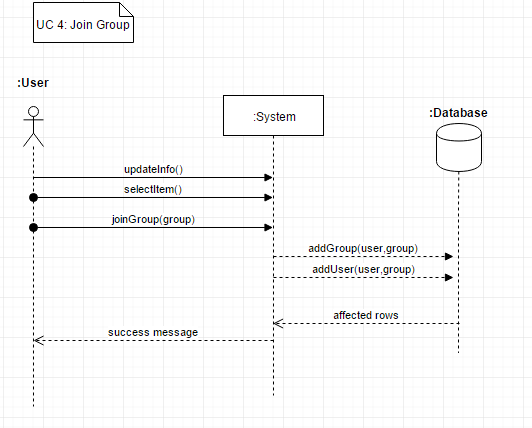 UC 4: Join Group
:User
:System
:Database
updateInfo()
selectItem()
joinGroup(group)
addGroup(user,group)
addUser(user,group)
affected rows
success message